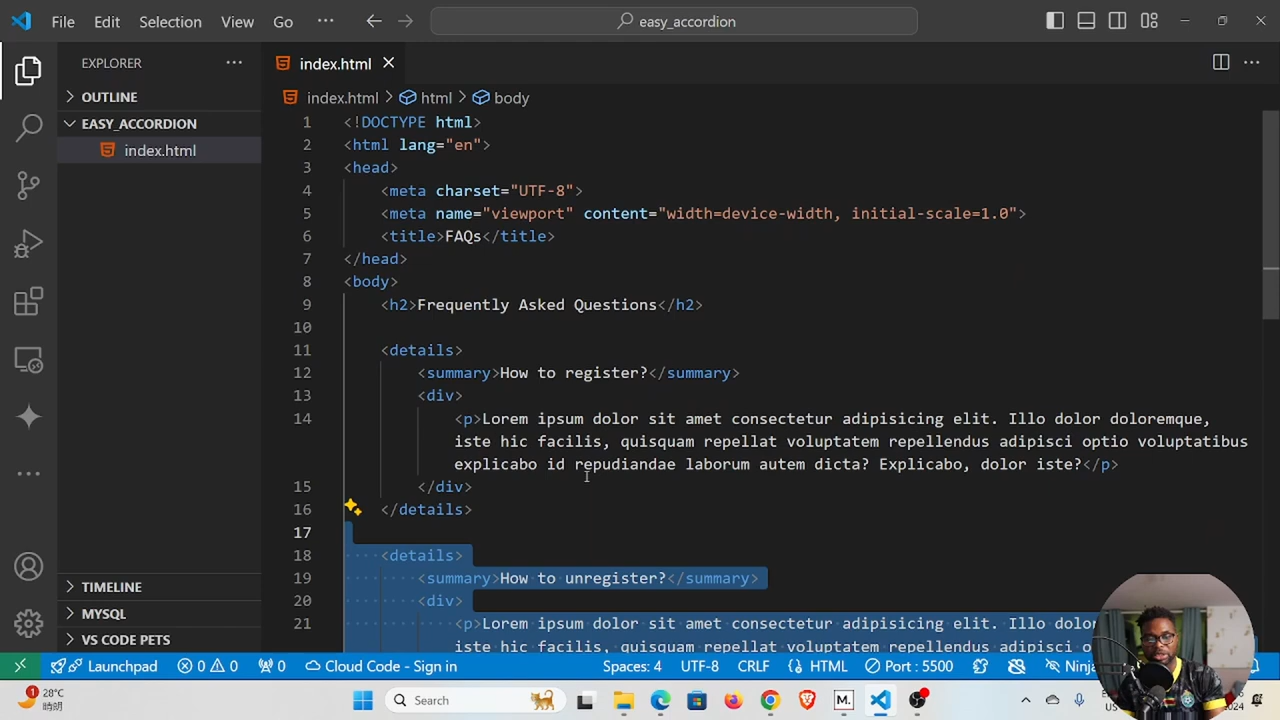 File Edit Selection View Go ··· easy_accordion
EXPLORER ···
OUTLINE
EASY_ACCORDION
index.html
TIMELINE
MYSQL
VS CODE PETS
index.html
index.html > html > body
1 <!DOCTYPE html>
2 <html lang="en">
3 <head>
4 <meta charset="UTF-8">
5 <meta name="viewport" content="width=device-width, initial-scale=1.0">
6 <title>FAQs</title>
7 </head>
8 <body>
9 <h2>Frequently Asked Questions</h2>
10
11 <details>
12 <summary>How to register?</summary>
13 <div>
14 <p>Lorem ipsum dolor sit amet consectetur adipisicing elit. Illo dolor doloremque,
iste hic facilis, quisquam repellat voluptatem repellendus adipisci optio voluptatibus
explicabo id repudiandae laborum autem dicta? Explicabo, dolor iste?</p>
15 </div>
16 </details>
17
18 <details>
19 <summary>How to unregister?</summary>
20 <div>
21 <p>Lorem ipsum dolor sit amet consectetur adipisicing
iste hic facilis, quisquam repellat voluptatem repellendus
Launchpad 0 0 0 Cloud Code - Sign in Spaces: 4 UTF-8 CRLF HTML Port : 5500 Ninja
1 28°C
晴朗
Search
M.